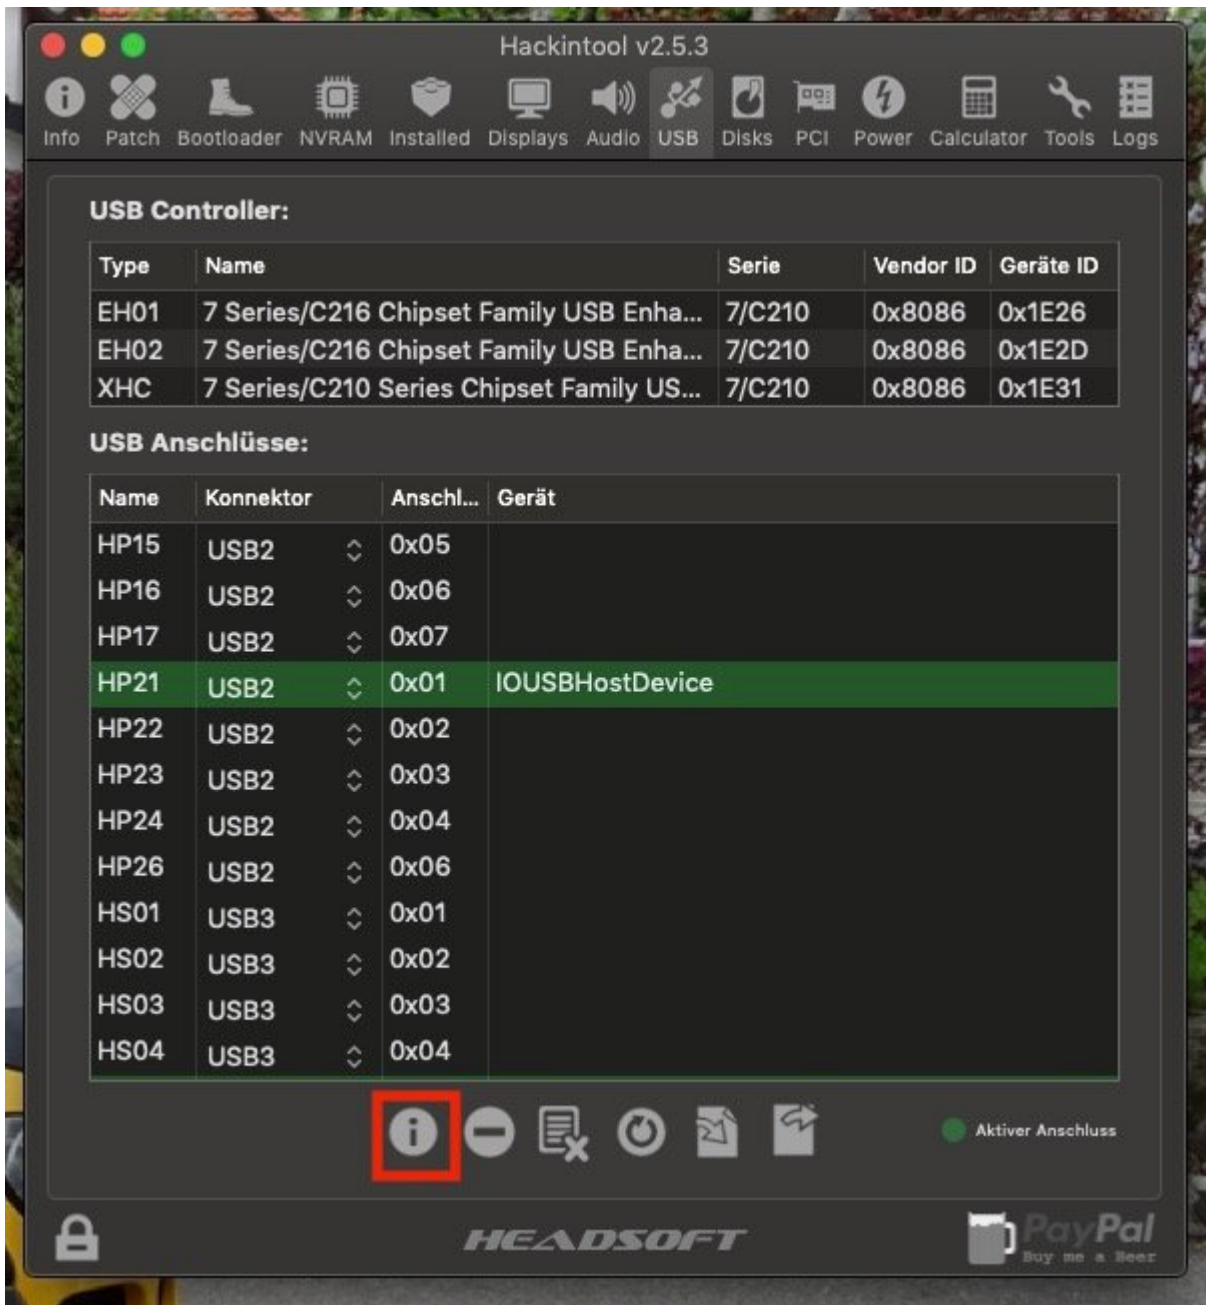 Hackintool v2.5.3
Info Patch Bootloader NVRAM Installed Displays Audio USB Disks PCI Power Calculator Tools Logs
USB Controller:
Type Name Serie Vendor ID Geräte ID
EH01 7 Series/C216 Chipset Family USB Enha... 7/C210 0x8086 0x1E26
EH02 7 Series/C216 Chipset Family USB Enha... 7/C210 0x8086 0x1E2D
XHC 7 Series/C210 Series Chipset Family US... 7/C210 0x8086 0x1E31
USB Anschlüsse:
Name Konnektor Anschl... Gerät
HP15 USB2 0x05
HP16 USB2 0x06
HP17 USB2 0x07
HP21 USB2 0x01 IOUSBHostDevice
HP22 USB2 0x02
HP23 USB2 0x03
HP24 USB2 0x04
HP26 USB2 0x06
HS01 USB3 0x01
HS02 USB3 0x02
HS03 USB3 0x03
HS04 USB3 0x04
Aktiver Anschluss
HEADSOFT
PayPal
Buy me a Beer